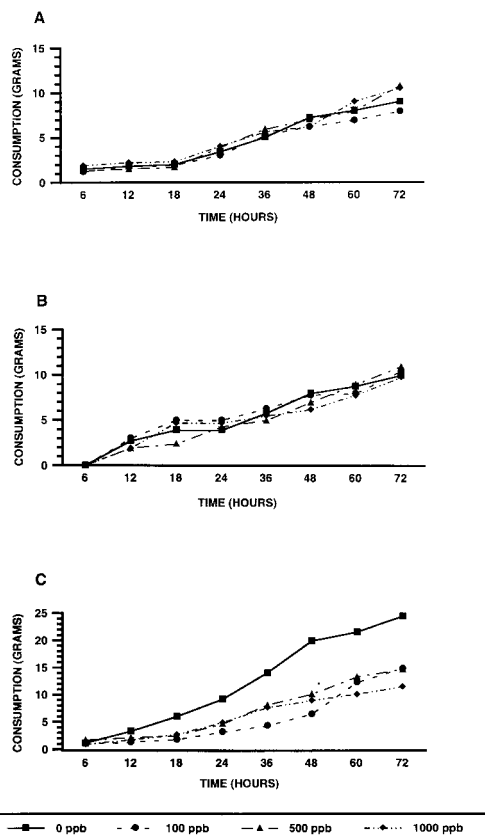 A
CONSUMPTION (GRAMS)
15
10
5
0
6 12 18 24 36 48 60 72
TIME (HOURS)
B
CONSUMPTION (GRAMS)
15
10
5
0
6 12 18 24 36 48 60 72
TIME (HOURS)
C
CONSUMPTION (GRAMS)
25
20
15
10
5
0
6 12 18 24 36 48 60 72
TIME (HOURS)
0 ppb 100 ppb 500 ppb 1000 ppb